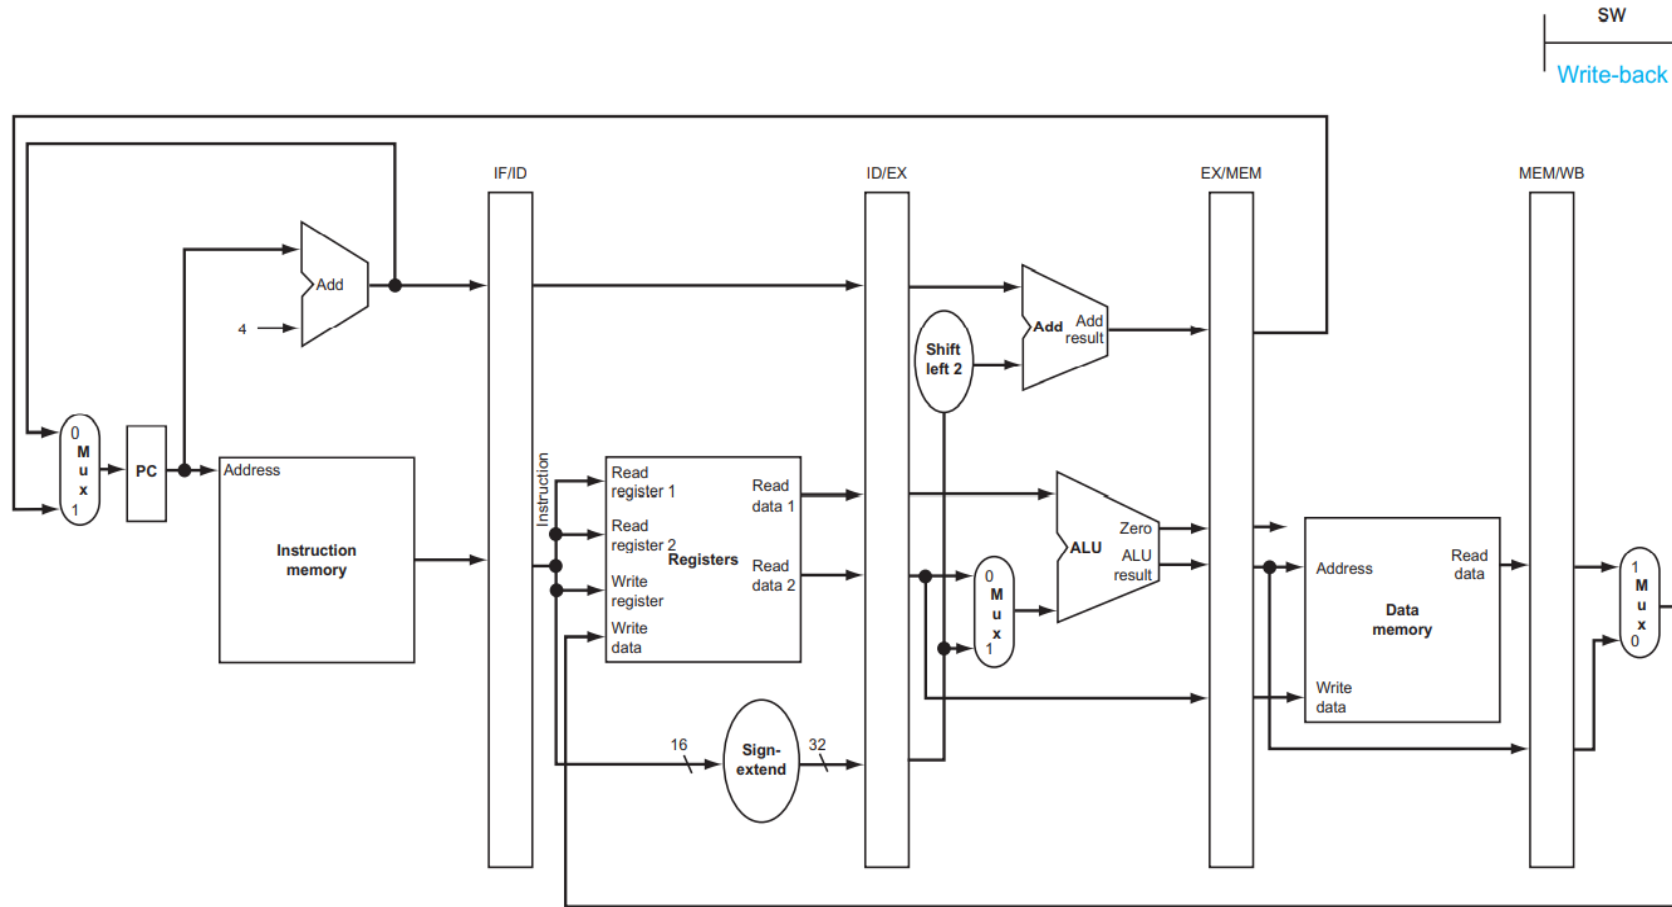 SW
Write-back
IF/ID
ID/EX
EX/MEM
MEM/WB
Add
4
Add
Add
result
Shift
left 2
0
M
u
x
1
PC
Address
Instruction
memory
Instruction
Read
register 1
Read
register 2
Write
register
Write
data
Registers
Read
data 1
Read
data 2
16
Sign-
extend
32
0
M
u
x
1
Zero
ALU
ALU
result
Address
Read
data
Data
memory
Write
data
1
M
u
x
0